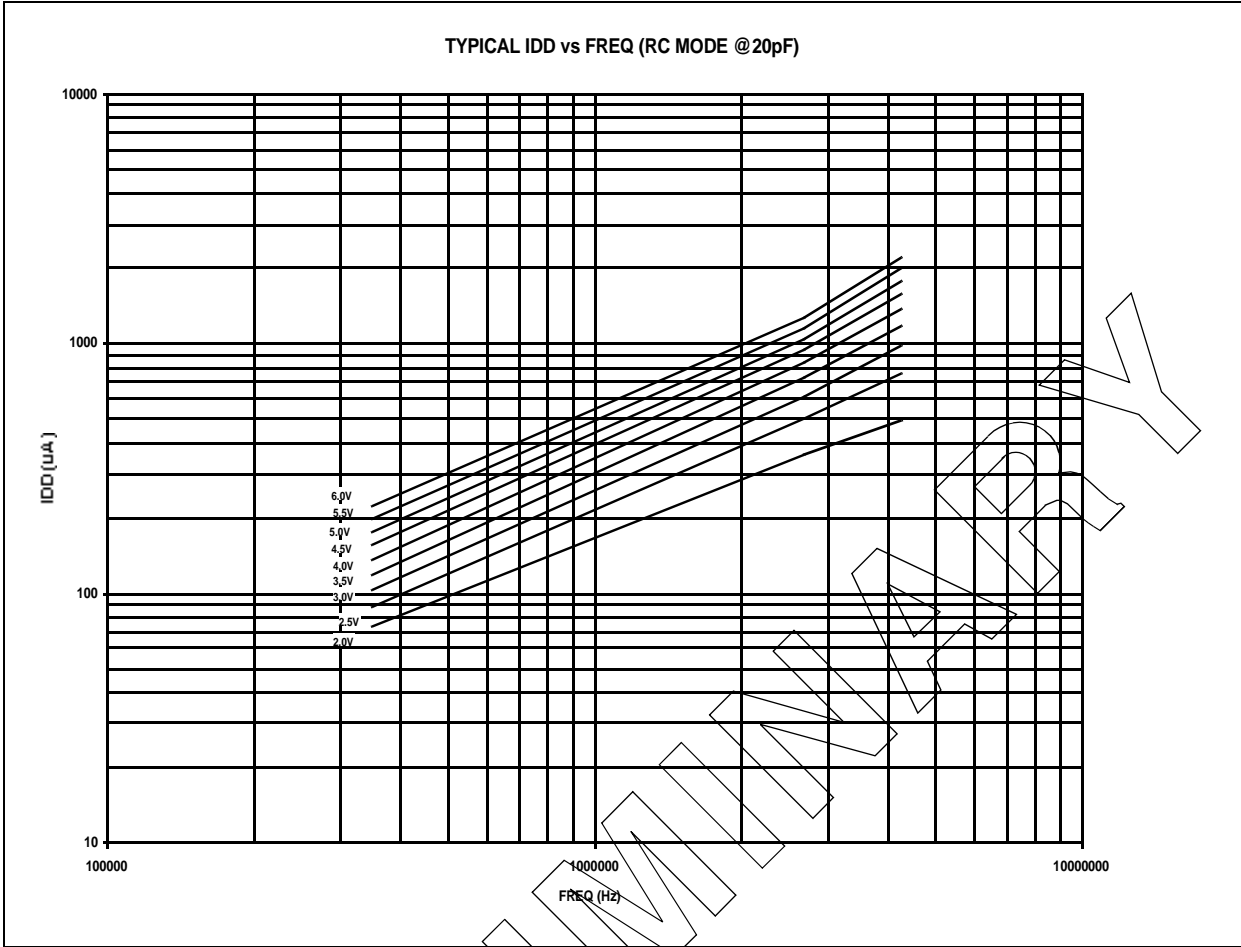 TYPICAL IDD vs FREQ (RC MODE @20pF)
10000
1000
IDD(uA)
6.0V
5.5V
5.0V
4.5V
4.0V
3.5V
3.0V
2.5V
2.0V
100
10
100000 1000000 10000000
FREQ (Hz)
MINARY